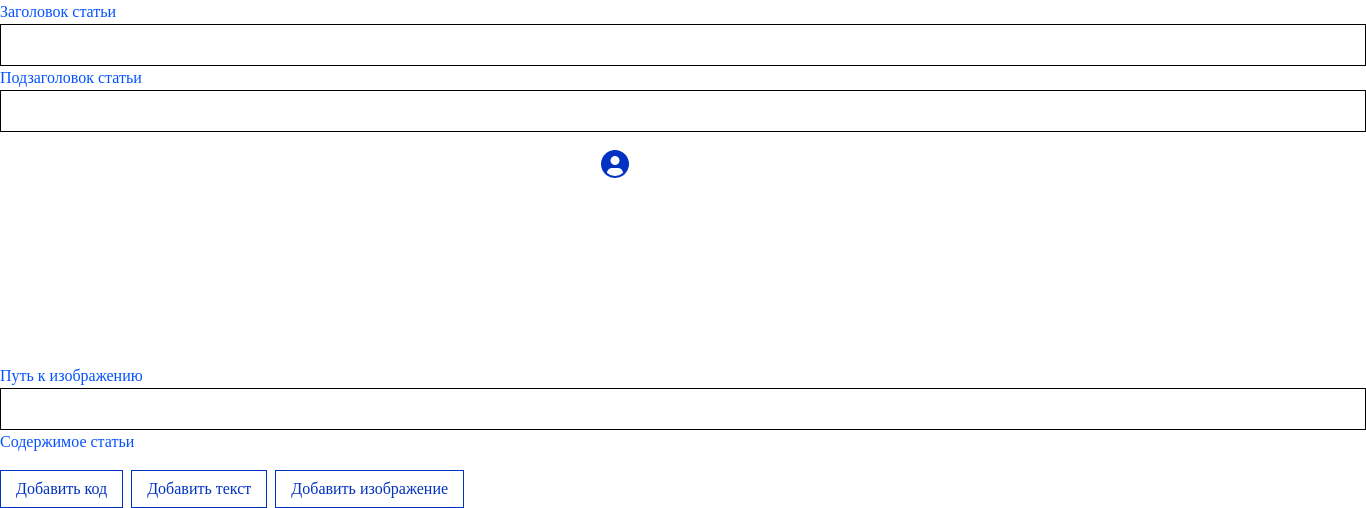 Заголовок статьи
Подзаголовок статьи
Путь к изображению
Содержимое статьи
Добавить код Добавить текст Добавить изображение